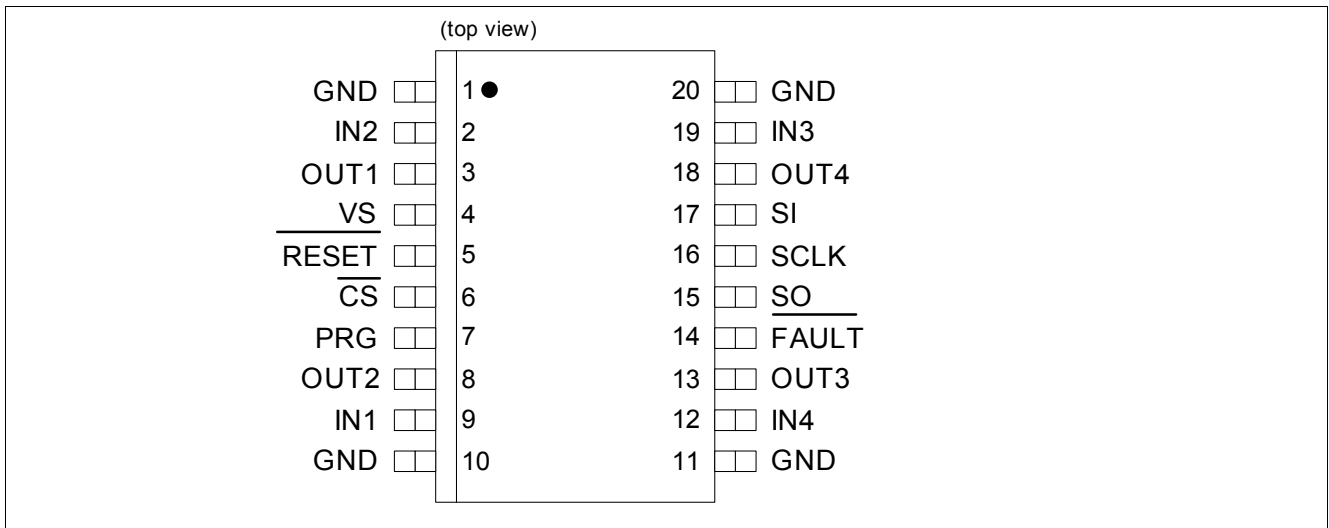 (top view)
GND 1 20 GND
IN2 2 19 IN3
OUT1 3 18 OUT4
VS 4 17 SI
RESET 5 16 SCLK
CS 6 15 SO
PRG 7 14 FAULT
OUT2 8 13 OUT3
IN1 9 12 IN4
GND 10 11 GND